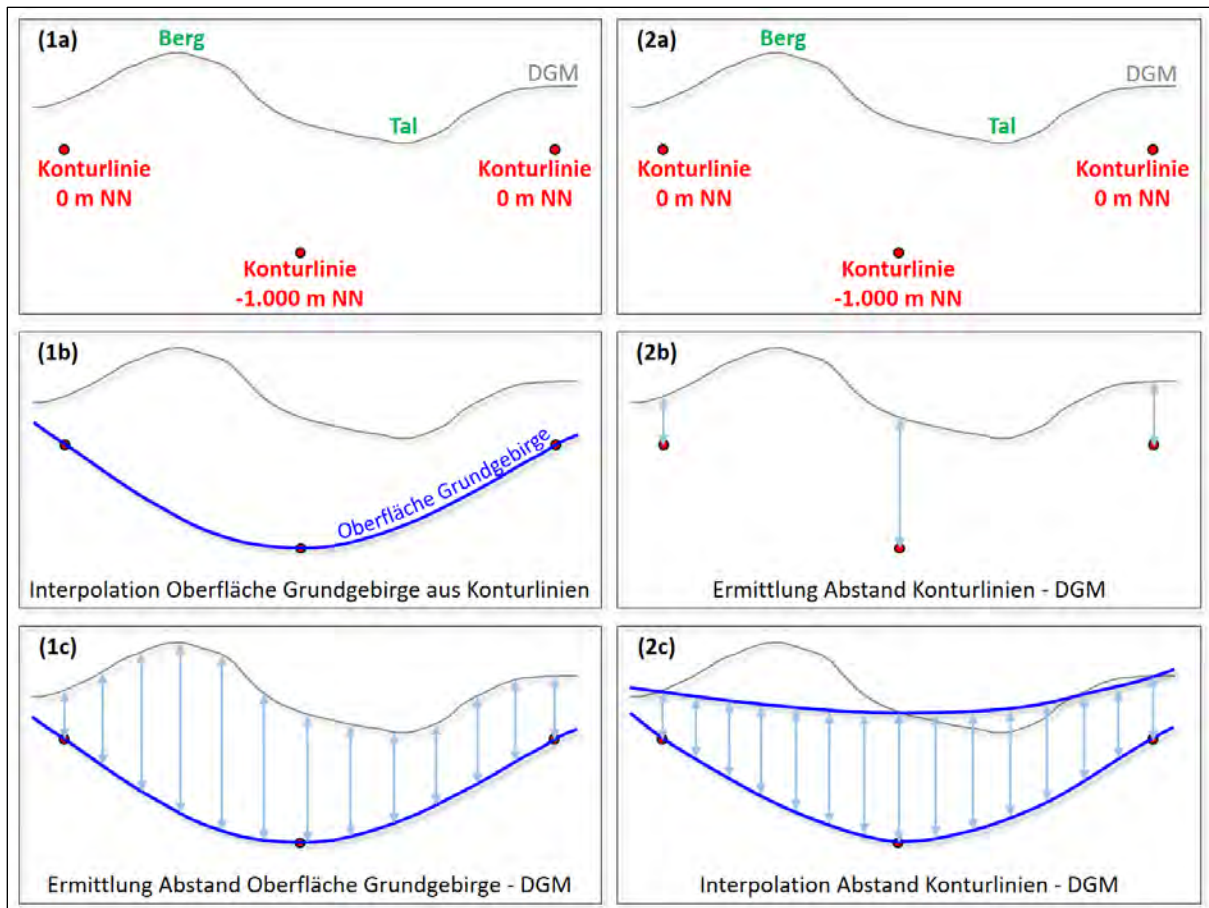 (1a)
Berg
DGM
Tal
Konturlinie
0 m NN
Konturlinie
0 m NN
Konturlinie
-1.000 m NN
(2a)
Berg
DGM
Tal
Konturlinie
0 m NN
Konturlinie
0 m NN
Konturlinie
-1.000 m NN
(1b)
Oberfläche Grundgebirge
Interpolation Oberfläche Grundgebirge aus Konturlinien
(2b)
Ermittlung Abstand Konturlinien - DGM
(1c)
Ermittlung Abstand Oberfläche Grundgebirge - DGM
(2c)
Interpolation Abstand Konturlinien - DGM